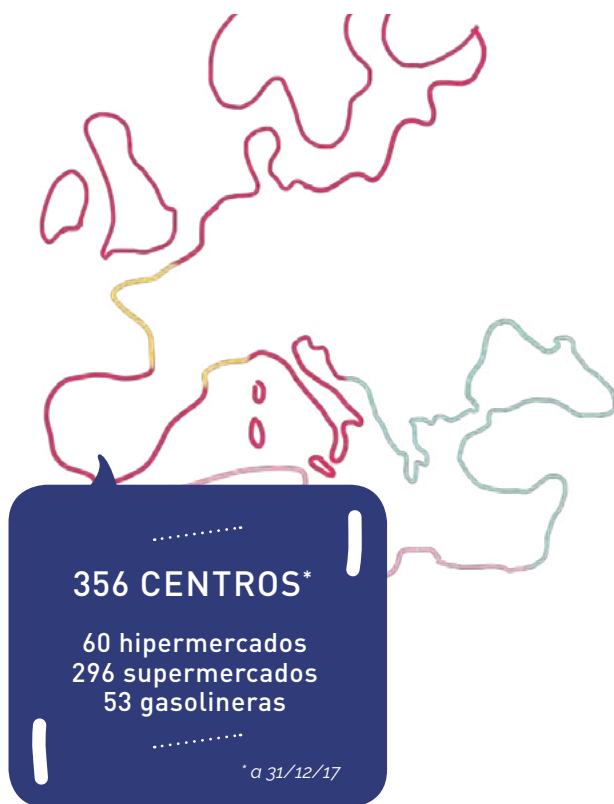 356 CENTROS*
60 hipermercados
296 supermercados
53 gasolineras
* a 31/12/17